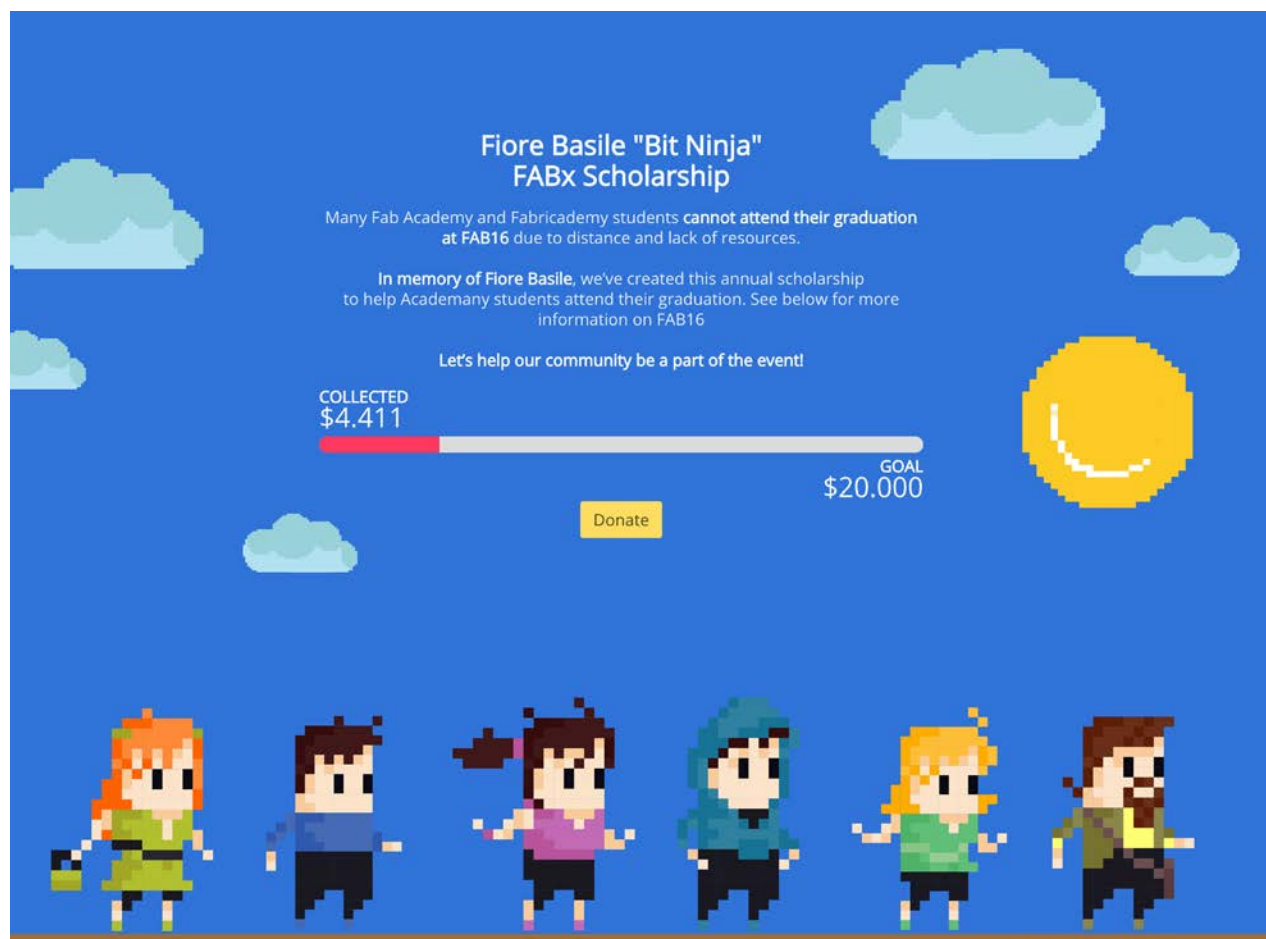 Fiore Basile "Bit Ninja"
FABx Scholarship
Many Fab Academy and Fabricademy students cannot attend their graduation
at FAB16 due to distance and lack of resources.
In memory of Fiore Basile, we've created this annual scholarship
to help Academany students attend their graduation. See below for more
information on FAB16
Let's help our community be a part of the event!
COLLECTED
$4.411
GOAL
$20.000
Donate